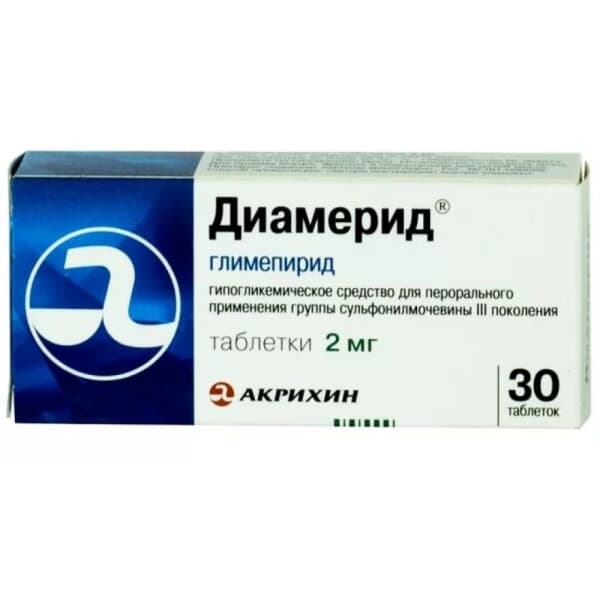 Диамерид®
глимепирид
гипогликемическое средство для перорального
применения группы сульфонилмочевины III поколения
таблетки 2 мг
АКРИХИН
30
таблеток